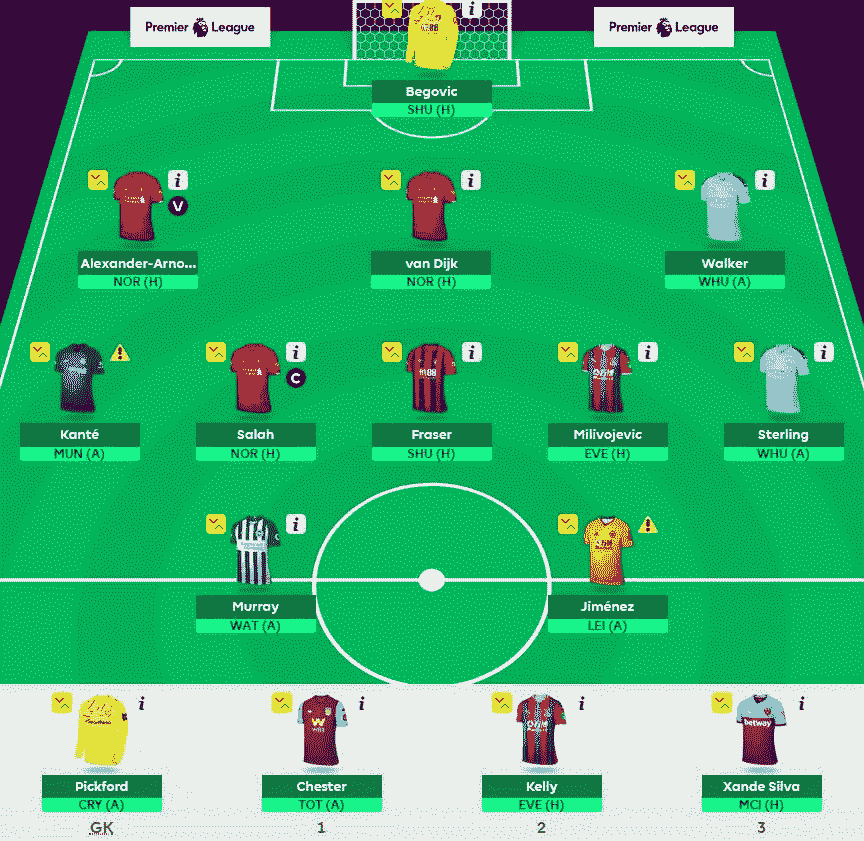 Premier League Premier League
i
Begovic
SHU (H)
i i i
V
Alexander-Arno... van Dijk Walker
NOR (H) NOR (H) WHU (A)
! i i i i
C
Kanté Salah Fraser Milivojevic Sterling
MUN (A) NOR (H) SHU (H) EVE (H) WHU (A)
i !
Murray Jiménez
WAT (A) LEI (A)
i i i i
betway
Pickford Chester Kelly Xande Silva
CRY (A) TOT (A) EVE (H) MCI (H)
GK 1 2 3